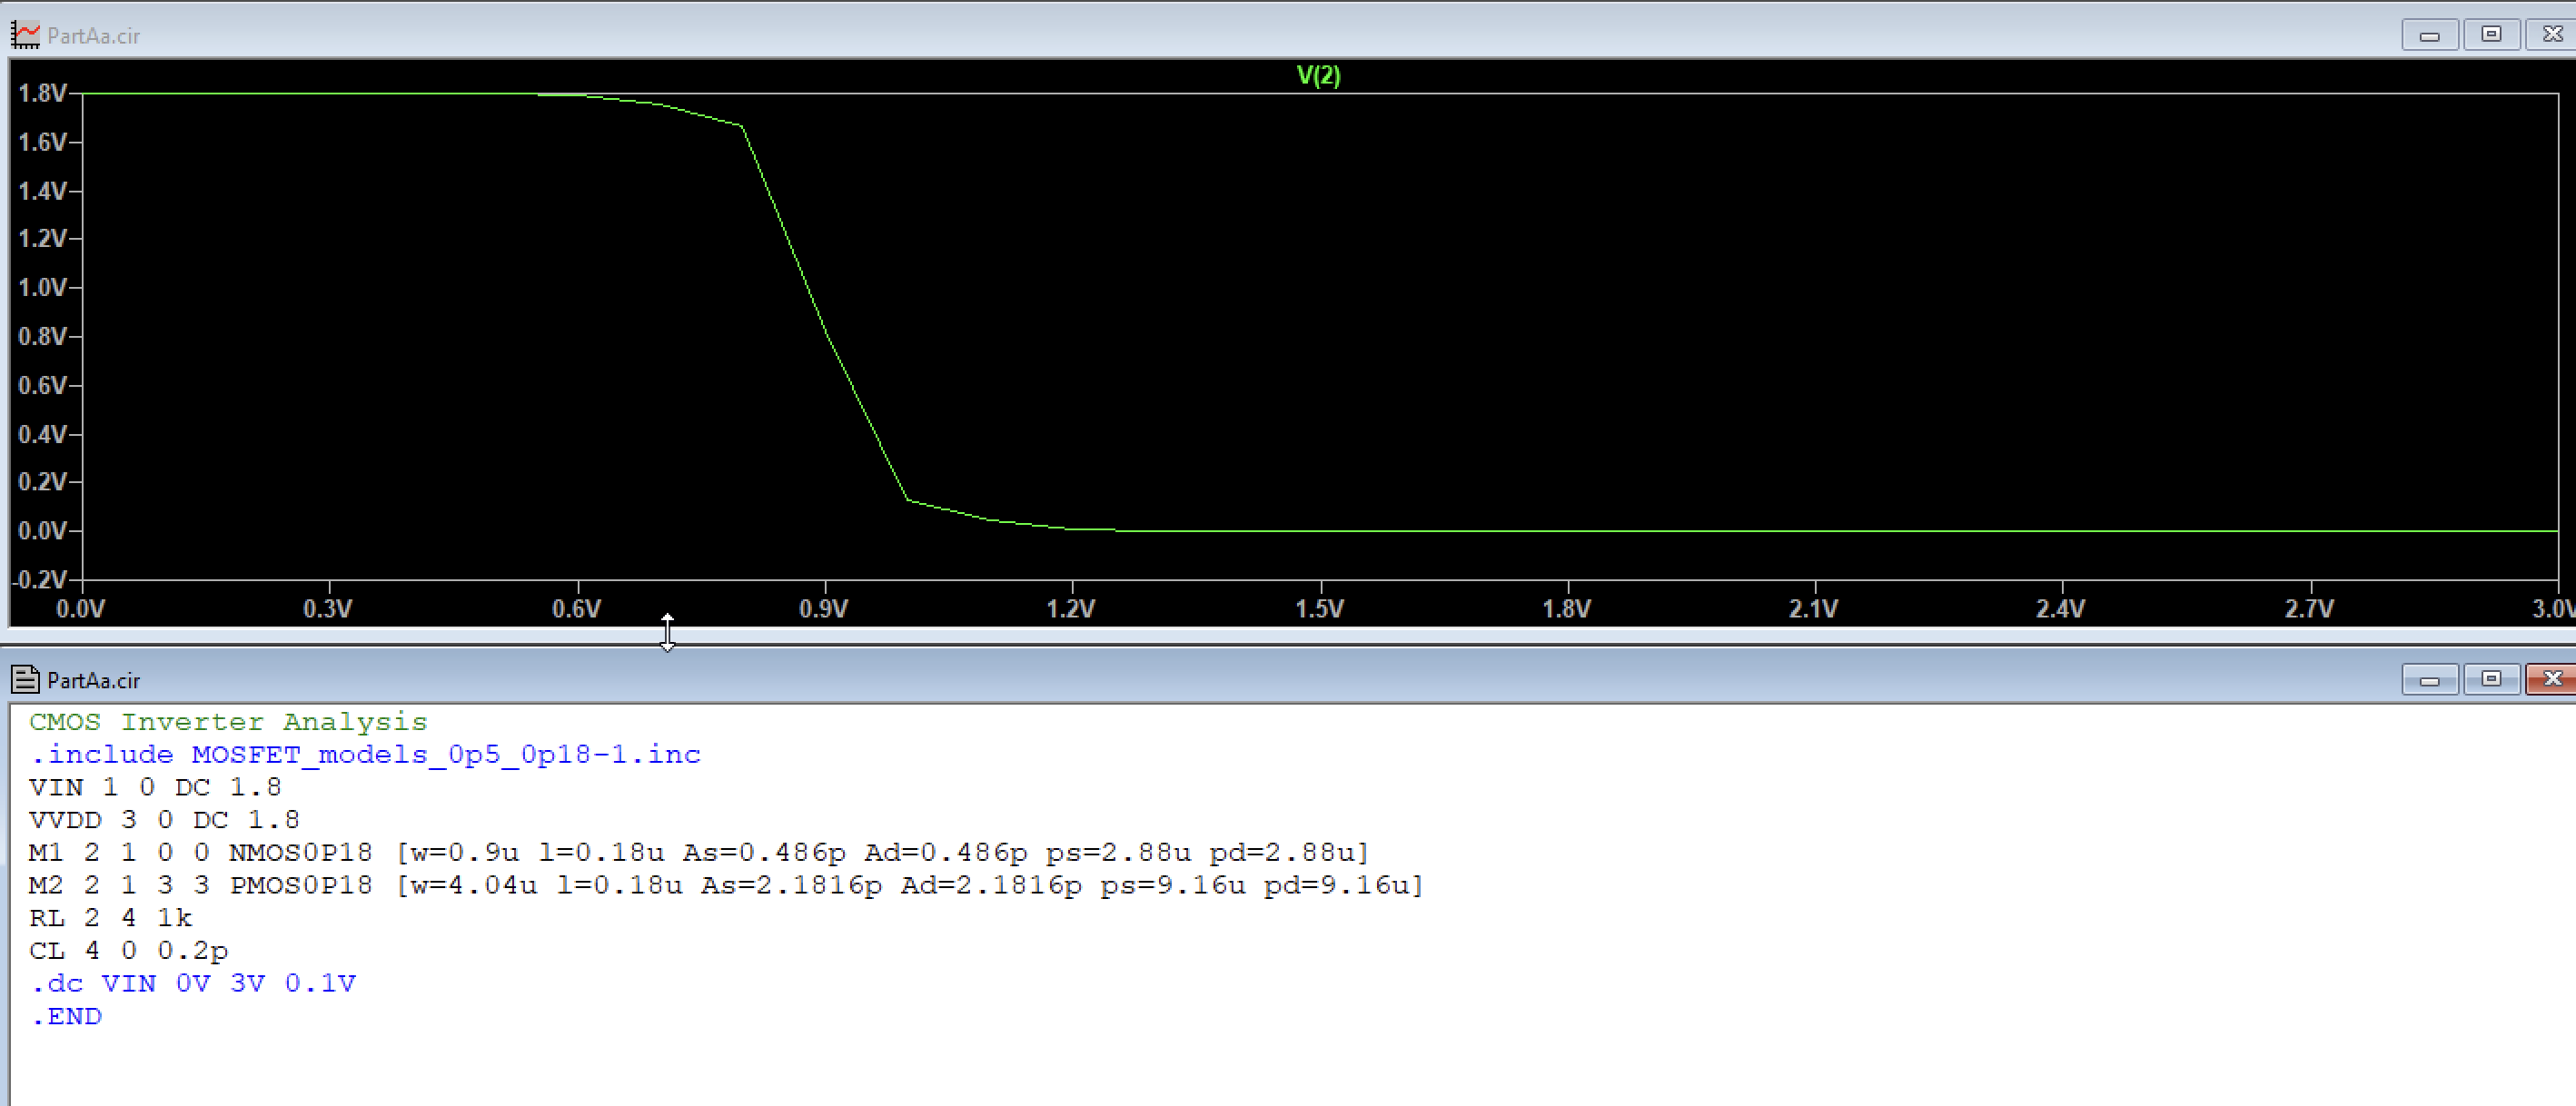 PartAa.cir
V(2)
1.8V
1.6V
1.4V
1.2V
1.0V
0.8V
0.6V
0.4V
0.2V
0.0V
-0.2V
0.0V 0.3V 0.6V 0.9V 1.2V 1.5V 1.8V 2.1V 2.4V 2.7V 3.0V
PartAa.cir
CMOS Inverter Analysis
.include MOSFET_models_0p5_0p18-1.inc
VIN 1 0 DC 1.8
VVDD 3 0 DC 1.8
M1 2 1 0 0 NMOS0P18 [w=0.9u l=0.18u As=0.486p Ad=0.486p ps=2.88u pd=2.88u]
M2 2 1 3 3 PMOS0P18 [w=4.04u l=0.18u As=2.1816p Ad=2.1816p ps=9.16u pd=9.16u]
RL 2 4 1k
CL 4 0 0.2p
.dc VIN 0V 3V 0.1V
.END